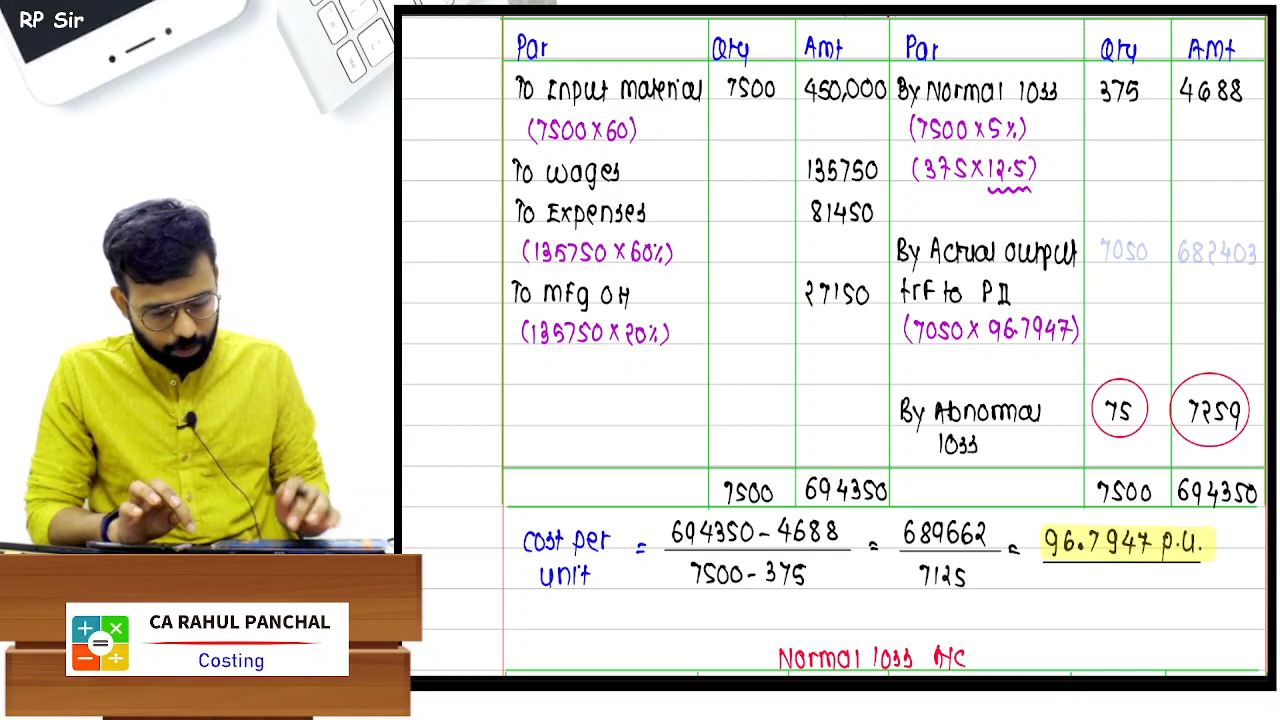 RP Sir
Par Qty Amt Par Qty Amt
To Input material 7500 450,000 By Normal loss 375 4688
(7500 x 60) (7500 x 5%)
(375 x 12.5)
To wages 135750
To Expenses 81450
(135750 x 60%) By Actual output 7050 682403
To Mfg OH 27150 trf to P II
(135750 x 20%) (7050 x 96.7947)
By Abnormal 75 7259
loss
7500 694350 7500 694350
cost per unit = 694350 - 4688 / 7500 - 375 = 689662 / 7125 = 96.7947 p.u.
Normal loss A/C
CA RAHUL PANCHAL
Costing